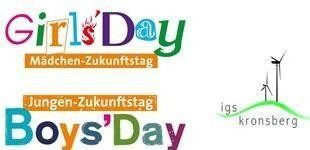 Girls'Day
Mädchen-Zukunftstag
Jungen-Zukunftstag
Boys'Day
igs
kronsberg